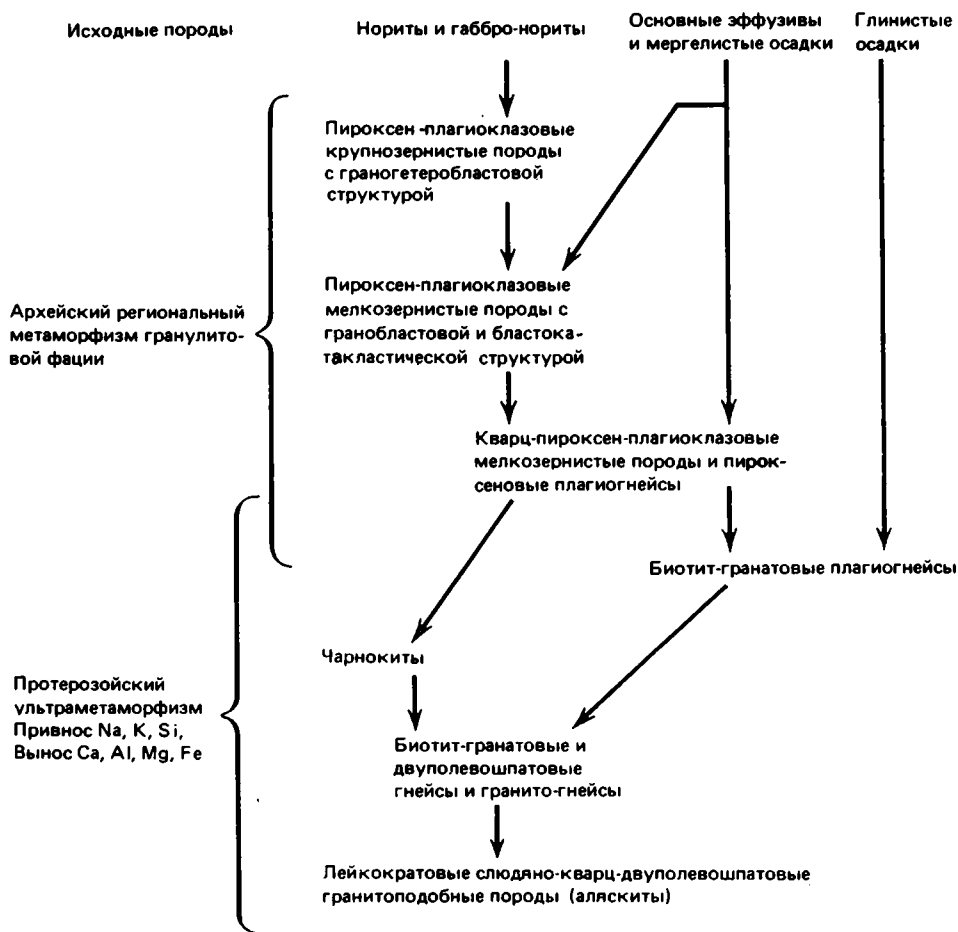 Исходные породы
Нориты и габбро-нориты
Основные эффузивы
и мергелистые осадки
Глинистые
осадки
Пироксен-плагиоклазовые
крупнозернистые породы
с граногетеробластовой
структурой
Пироксен-плагиоклазовые
мелкозернистые породы с
гранобластовой и бластока-
такластической структурой
Архейский региональный
метаморфизм гранулито-
вой фации
Кварц-пироксен-плагиоклазовые
мелкозернистые породы и пирок-
сеновые плагиогнейсы
Биотит-гранатовые плагиогнейсы
Чарнокиты
Протерозойский
ультраметаморфизм
Привнос Na, K, Si,
Вынос Ca, Al, Mg, Fe
Биотит-гранатовые и
двуполевошпатовые
гнейсы и гранито-гнейсы
Лейкократовые слюдяно-кварц-двуполевошпатовые
гранитоподобные породы (аляскиты)